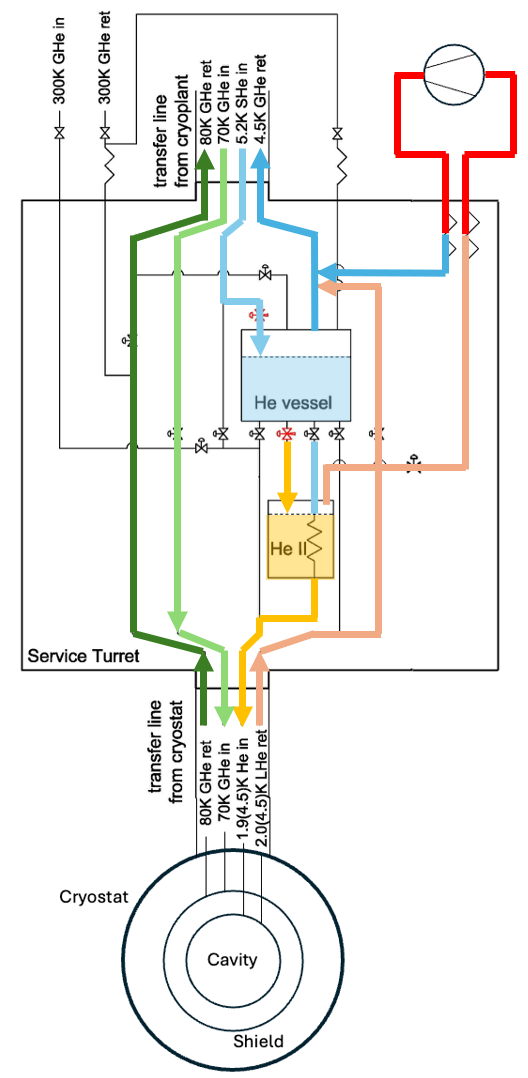 300K GHe in
300K GHe ret
transfer line
from cryoplant
80K GHe ret
70K GHe in
5.2K SHe in
4.5K GHe ret
He vessel
He II
Service Turret
transfer line
from cryostat
80K GHe ret
70K GHe in
1.9(4.5)K He in
2.0(4.5)K LHe ret
Cryostat
Cavity
Shield